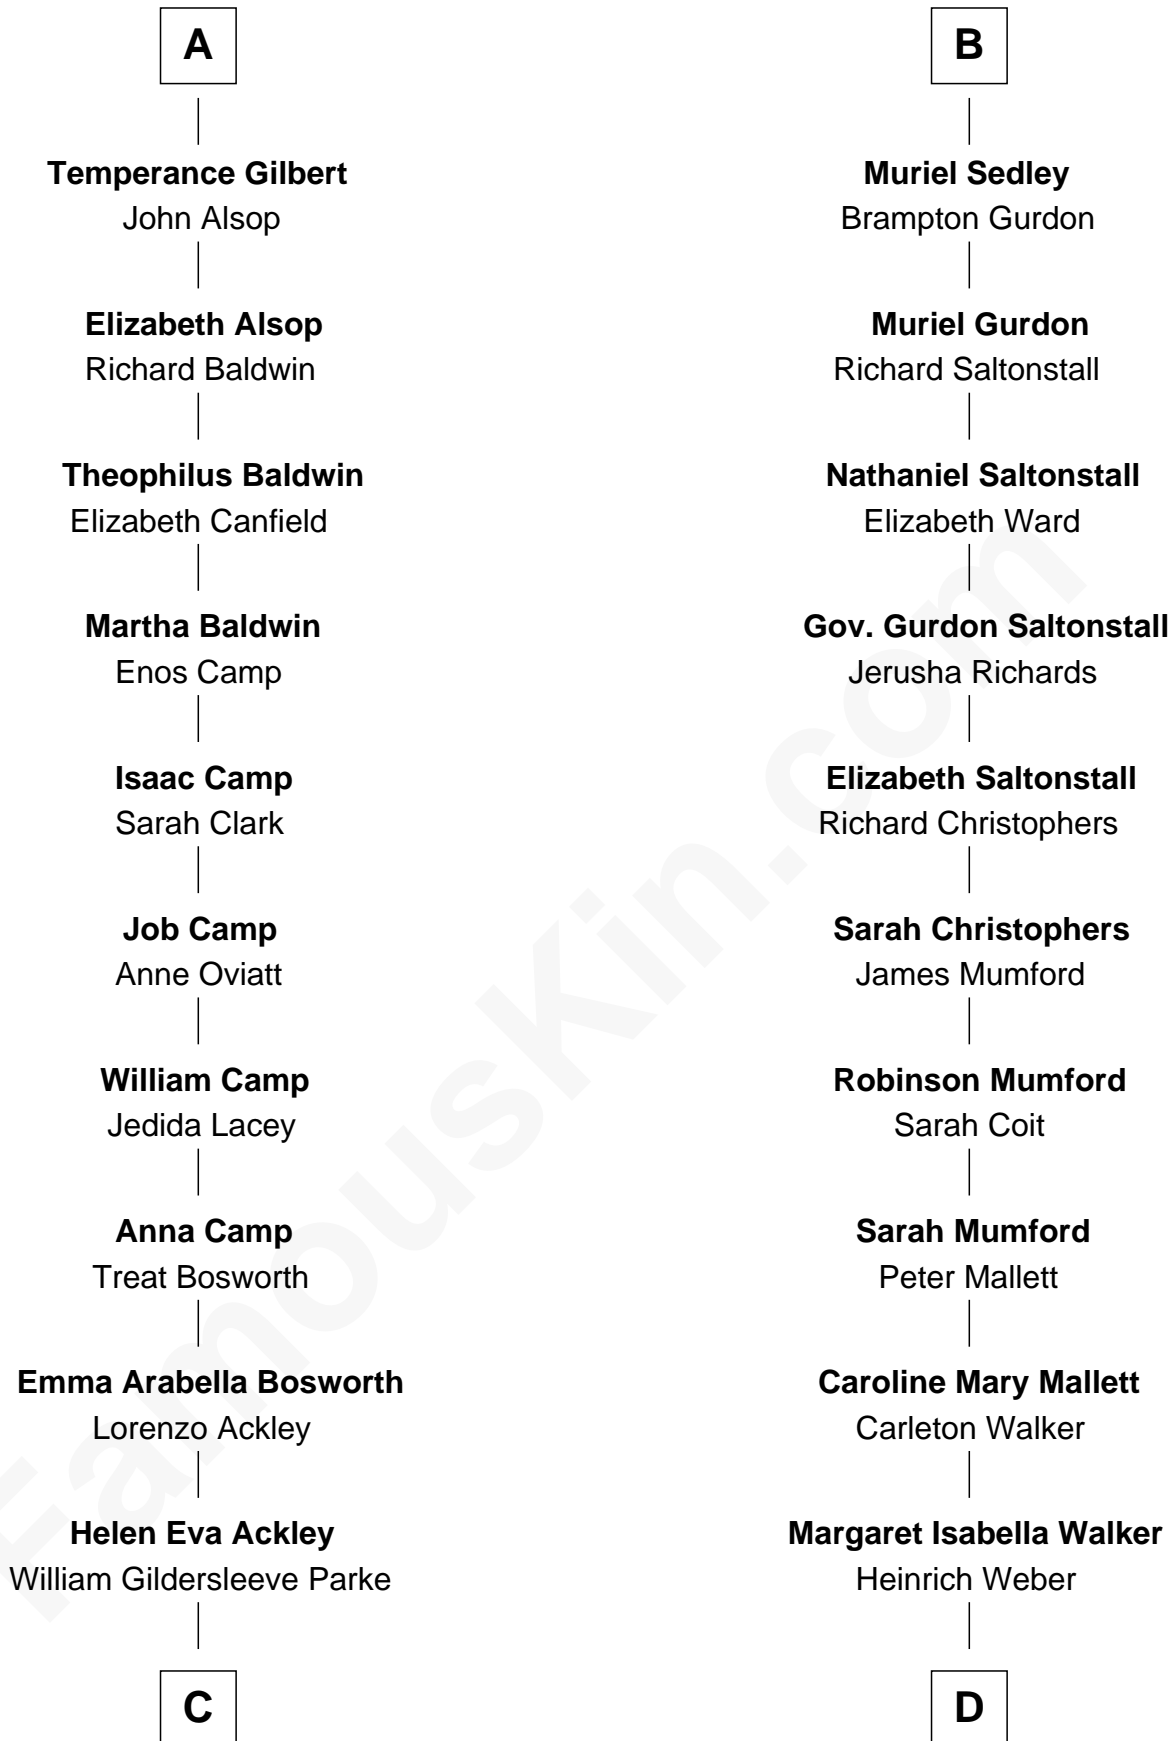 A
Temperance Gilbert
John Alsop
Elizabeth Alsop
Richard Baldwin
Theophilus Baldwin
Elizabeth Canfield
Martha Baldwin
Enos Camp
Isaac Camp
Sarah Clark
Job Camp
Anne Oviatt
William Camp
Jedida Lacey
Anna Camp
Treat Bosworth
Emma Arabella Bosworth
Lorenzo Ackley
Helen Eva Ackley
William Gildersleeve Parke
C
B
Muriel Sedley
Brampton Gurdon
Muriel Gurdon
Richard Saltonstall
Nathaniel Saltonstall
Elizabeth Ward
Gov. Gurdon Saltonstall
Jerusha Richards
Elizabeth Saltonstall
Richard Christophers
Sarah Christophers
James Mumford
Robinson Mumford
Sarah Coit
Sarah Mumford
Peter Mallett
Caroline Mary Mallett
Carleton Walker
Margaret Isabella Walker
Heinrich Weber
D
FamousKin.com